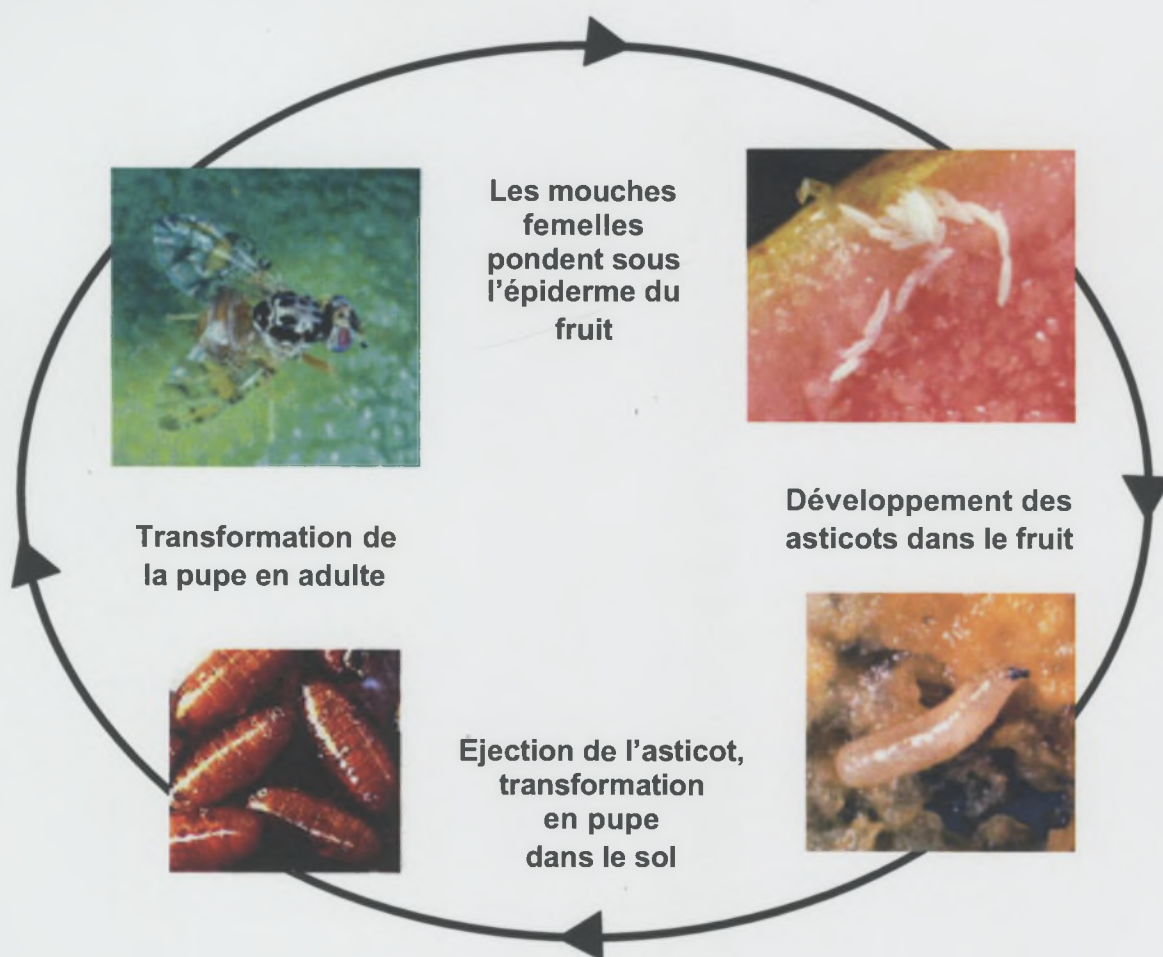 Les mouches
femelles
pondent sous
l'épiderme du
fruit
Développement des
asticots dans le fruit
Ejection de l'asticot,
transformation
en pupe
dans le sol
Transformation de
la pupe en adulte